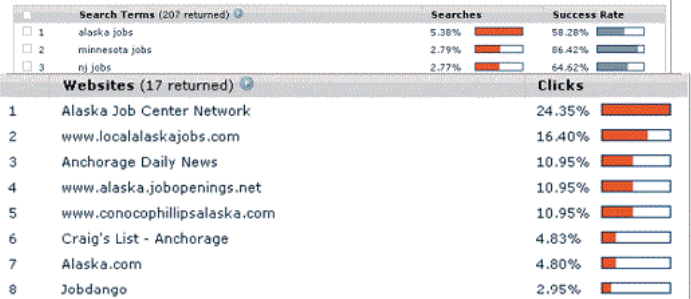 Search Terms (207 returned) Searches Success Rate
1 alaska jobs 5.38% 58.28%
2 minnesota jobs 2.79% 86.42%
3 nj jobs 2.77% 64.62%
Websites (17 returned) Clicks
1 Alaska Job Center Network 24.35%
2 www.localalaskajobs.com 16.40%
3 Anchorage Daily News 10.95%
4 www.alaska.jobopenings.net 10.95%
5 www.conocophillipsalaska.com 10.95%
6 Craig's List - Anchorage 4.83%
7 Alaska.com 4.80%
8 Jobdango 2.95%